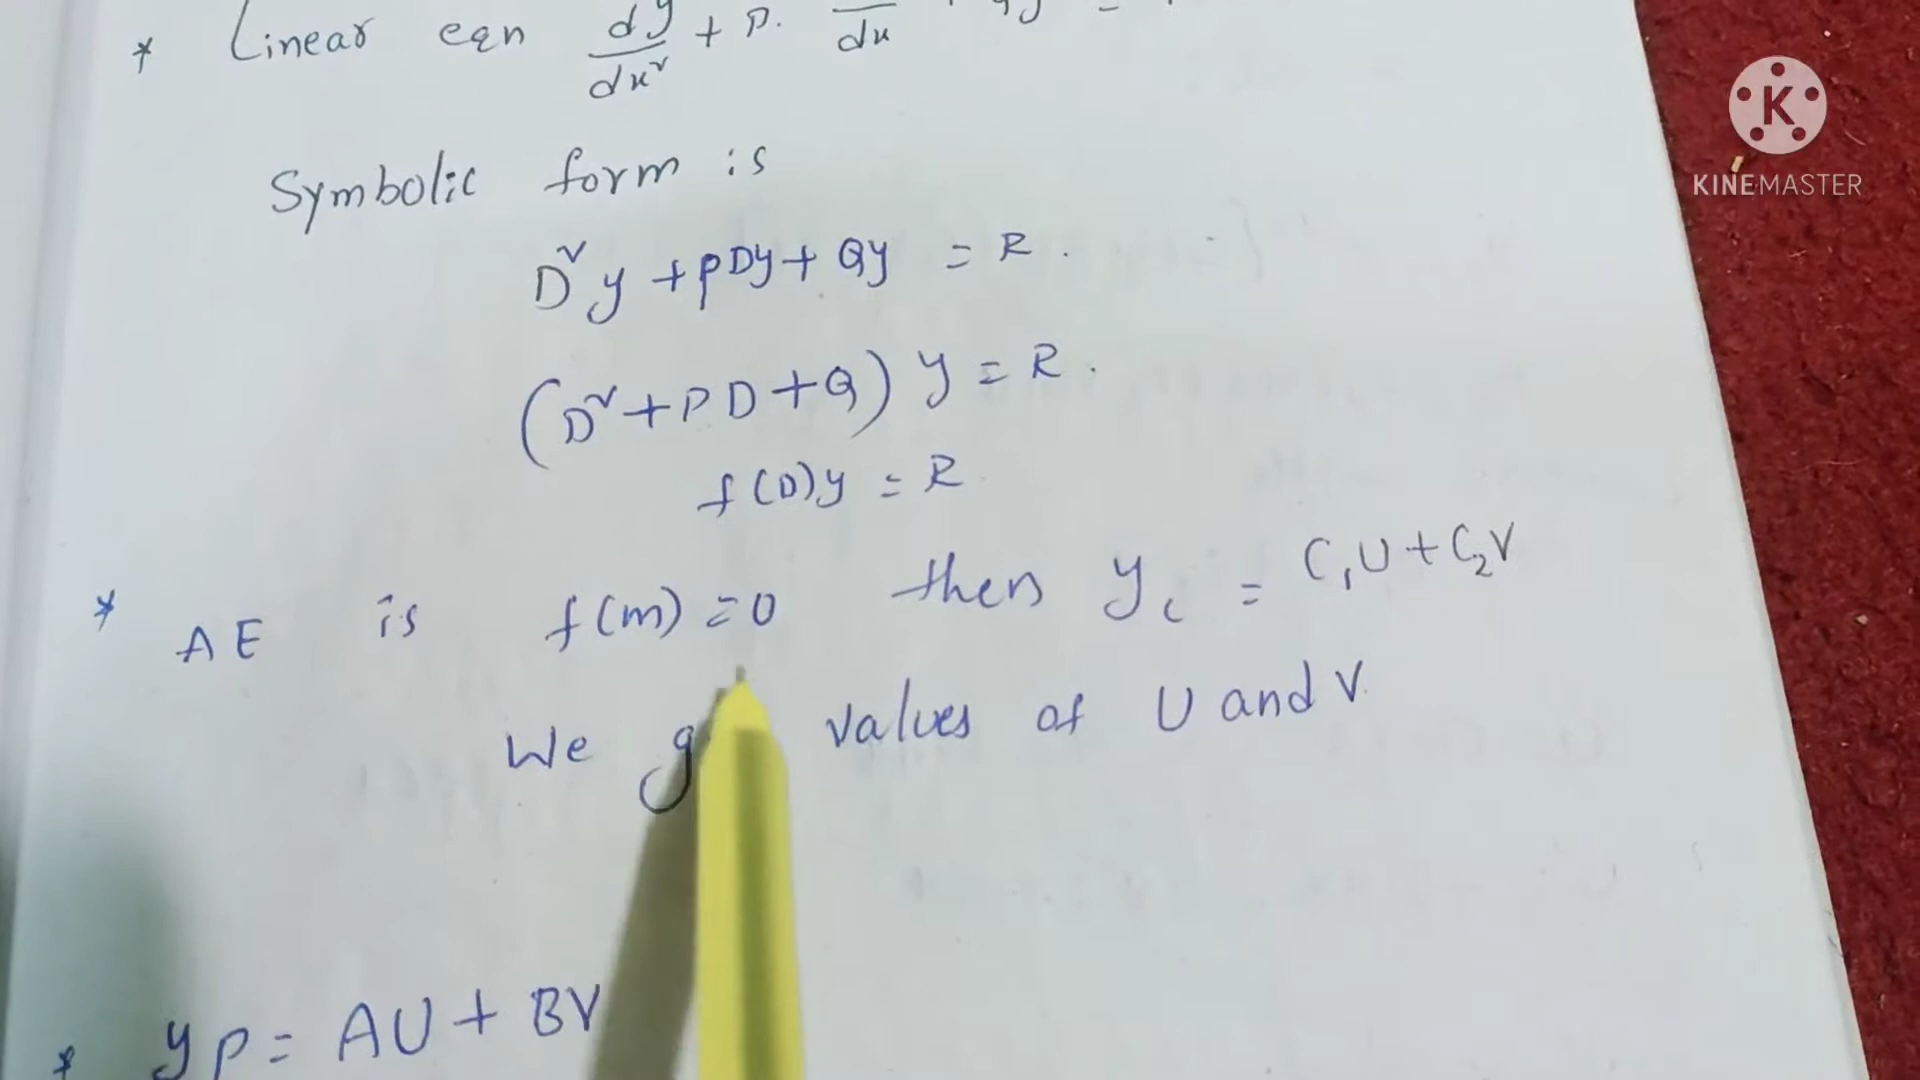 * Linear eqn dy/dx² + P. /dx
Symbolic form is
D²y + PDy + Qy = R.
(D² + PD + Q) y = R.
f(D)y = R
* AE is f(m) = 0 then yc = C₁U + C₂V
We values of U and V
* yp = AU + BV
K
KINEMASTER